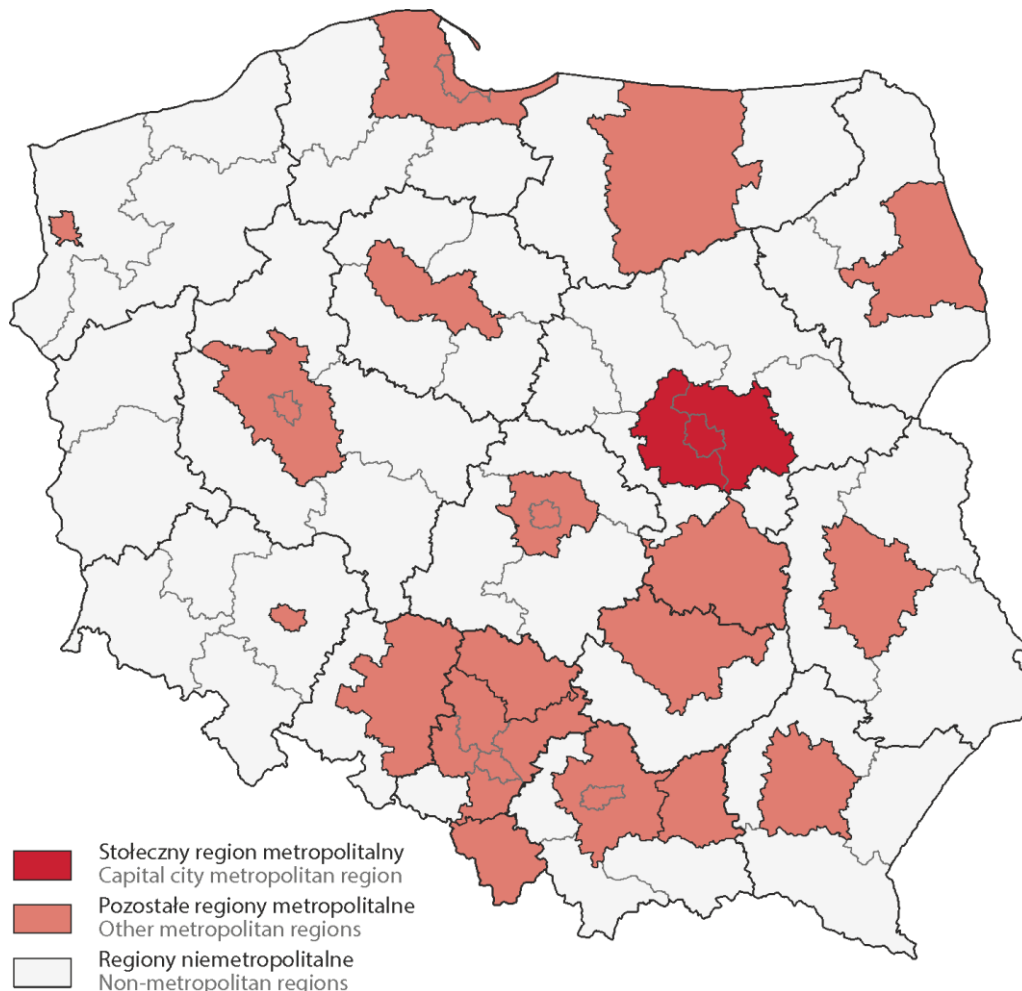 Stołeczny region metropolitalny
Capital city metropolitan region
Pozostałe regiony metropolitalne
Other metropolitan regions
Regiony niemetropolitalne
Non-metropolitan regions